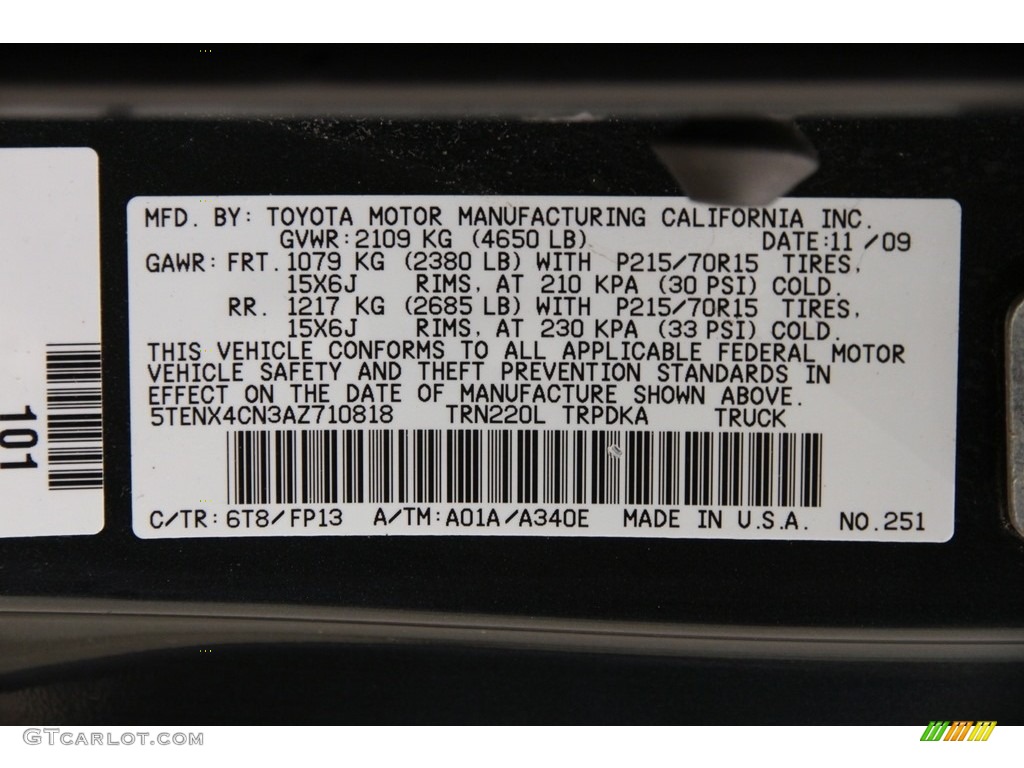 MFD. BY: TOYOTA MOTOR MANUFACTURING CALIFORNIA INC.
GVWR: 2109 KG (4650 LB) DATE: 11 /09
GAWR: FRT. 1079 KG (2380 LB) WITH P215/70R15 TIRES,
15X6J RIMS, AT 210 KPA (30 PSI) COLD.
RR. 1217 KG (2685 LB) WITH P215/70R15 TIRES,
15X6J RIMS, AT 230 KPA (33 PSI) COLD.
THIS VEHICLE CONFORMS TO ALL APPLICABLE FEDERAL MOTOR
VEHICLE SAFETY AND THEFT PREVENTION STANDARDS IN
EFFECT ON THE DATE OF MANUFACTURE SHOWN ABOVE.
5TENX4CN3AZ710818 TRN220L TRPDKA TRUCK
C/TR: 6T8/FP13 A/TM: A01A/A340E MADE IN U.S.A. NO.251
101
GTCARLOT.COM